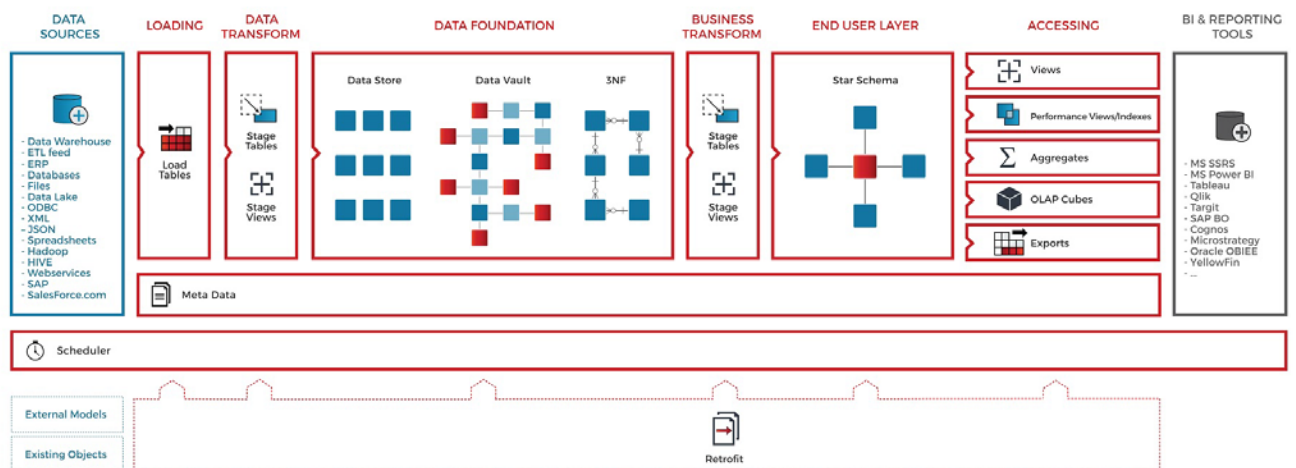 DATA
SOURCES
LOADING
DATA
TRANSFORM
DATA FOUNDATION
BUSINESS
TRANSFORM
END USER LAYER
ACCESSING
BI & REPORTING
TOOLS
- Data Warehouse
- ETL feed
- ERP
- Databases
- Files
- Data Lake
- ODBC
- XML
- JSON
- Spreadsheets
- Hadoop
- HIVE
- Webservices
- SAP
- SalesForce.com
Load
Tables
Stage
Tables
Stage
Views
Data Store
Data Vault
3NF
Stage
Tables
Stage
Views
Star Schema
Views
Performance Views/Indexes
Σ Aggregates
OLAP Cubes
Exports
- MS SSRS
- MS Power BI
- Tableau
- Qlik
- Targit
- SAP BO
- Cognos
- Microstrategy
- Oracle OBIEE
- YellowFin
- ...
Meta Data
Scheduler
External Models
Existing Objects
Retrofit